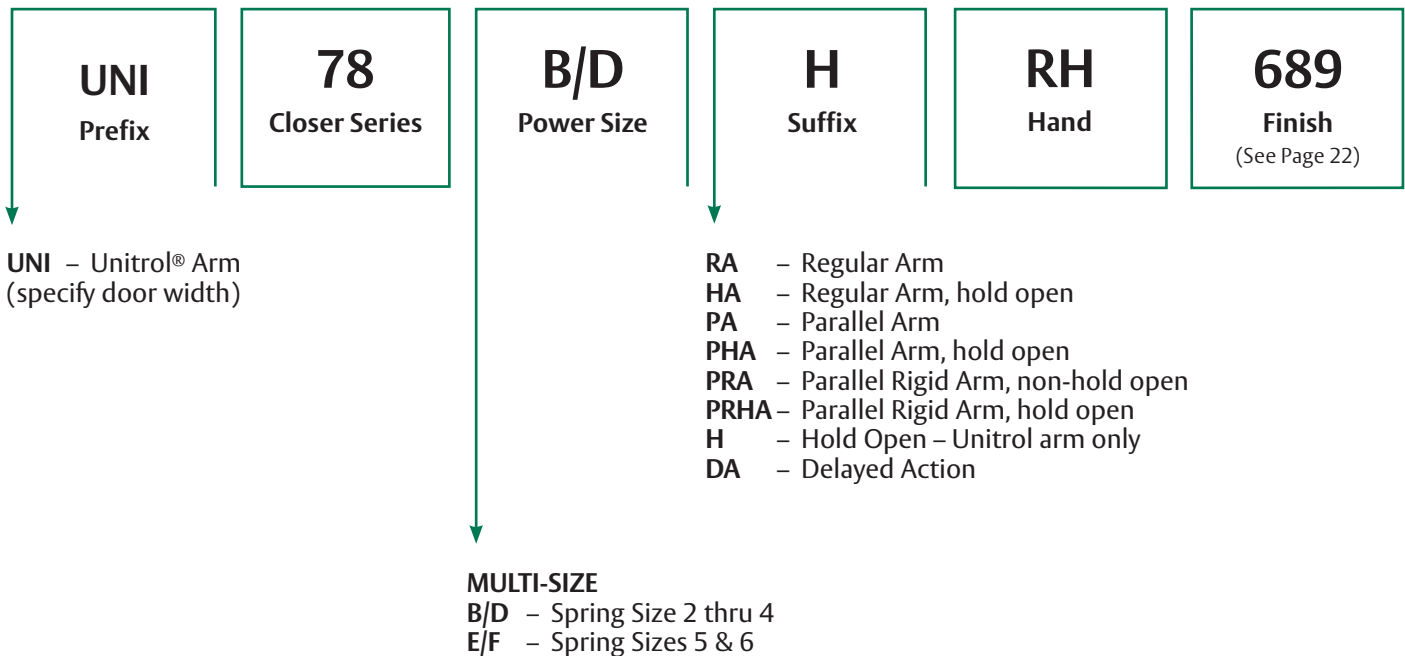 UNI
Prefix
78
Closer Series
B/D
Power Size
H
Suffix
RH
Hand
689
Finish
(See Page 22)
UNI – Unitrol® Arm
(specify door width)
RA – Regular Arm
HA – Regular Arm, hold open
PA – Parallel Arm
PHA – Parallel Arm, hold open
PRA – Parallel Rigid Arm, non-hold open
PRHA – Parallel Rigid Arm, hold open
H – Hold Open – Unitrol arm only
DA – Delayed Action
MULTI-SIZE
B/D – Spring Size 2 thru 4
E/F – Spring Sizes 5 & 6